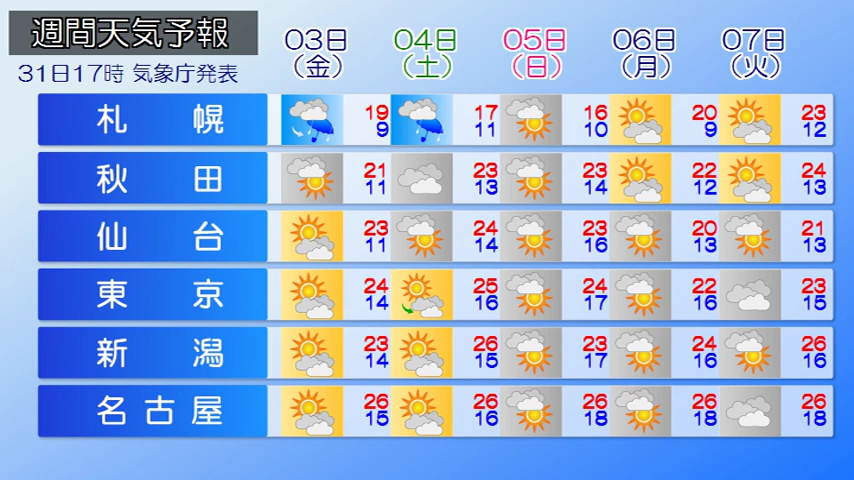 週間天気予報
31日17時 気象庁発表
03日 04日 05日 06日 07日
（金） （土） （日） （月） （火）
札幌 19 17 16 20 23
9 11 10 9 12
秋田 21 23 23 22 24
11 13 14 12 13
仙台 23 24 23 20 21
11 14 16 13 13
東京 24 25 24 22 23
14 16 17 16 15
新潟 23 26 23 24 26
14 15 17 16 16
名古屋 26 26 26 26 26
15 16 18 18 18